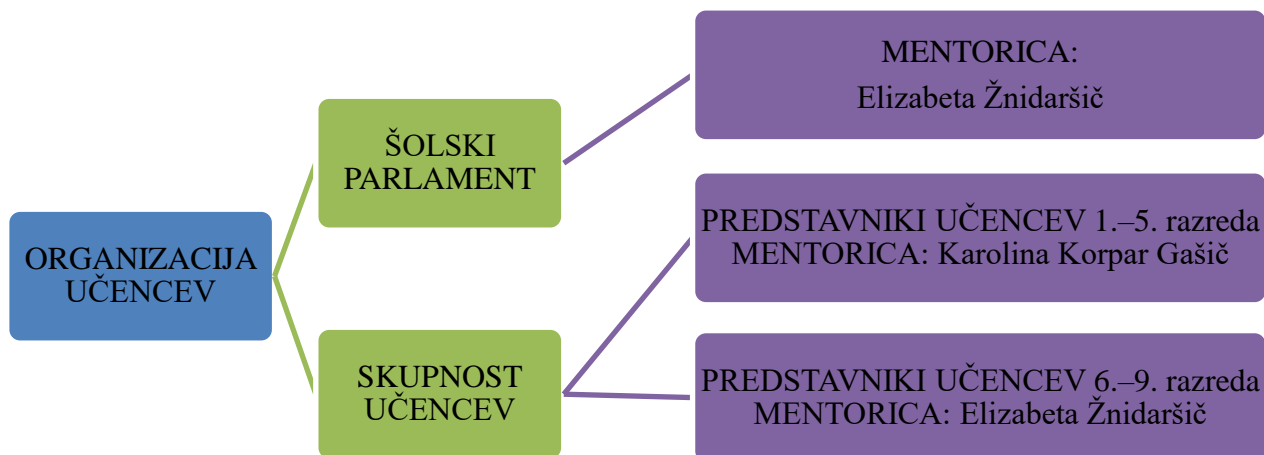 ORGANIZACIJA
UČENCEV
ŠOLSKI
PARLAMENT
SKUPNOST
UČENCEV
MENTORICA:
Elizabeta Žnidaršič
PREDSTAVNIKI UČENCEV 1.–5. razreda
MENTORICA: Karolina Korpar Gašič
PREDSTAVNIKI UČENCEV 6.–9. razreda
MENTORICA: Elizabeta Žnidaršič